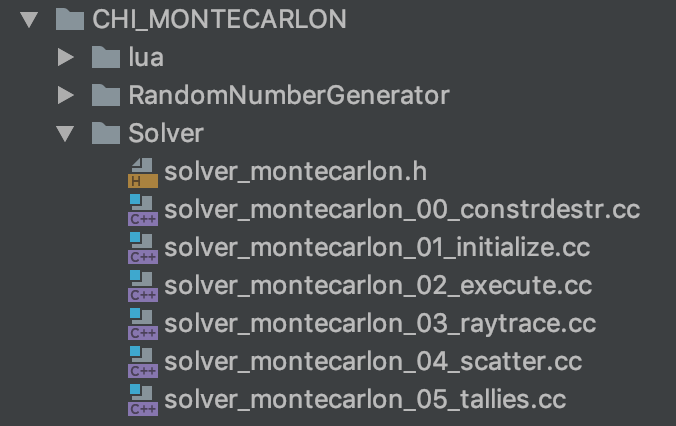 CHI_MONTECARLON
lua
RandomNumberGenerator
Solver
H solver_montecarlon.h
C++ solver_montecarlon_00_constrdestr.cc
C++ solver_montecarlon_01_initialize.cc
C++ solver_montecarlon_02_execute.cc
C++ solver_montecarlon_03_raytrace.cc
C++ solver_montecarlon_04_scatter.cc
C++ solver_montecarlon_05_tallies.cc